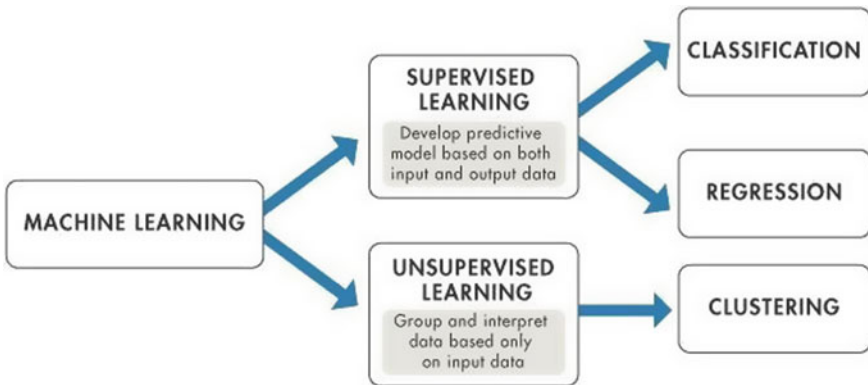 MACHINE LEARNING
SUPERVISED
LEARNING
Develop predictive
model based on both
input and output data
UNSUPERVISED
LEARNING
Group and interpret
data based only
on input data
CLASSIFICATION
REGRESSION
CLUSTERING